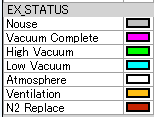 EX_STATUS
Nouse
Vacuum Complete
High Vacuum
Low Vacuum
Atmosphere
Ventilation
N2 Replace